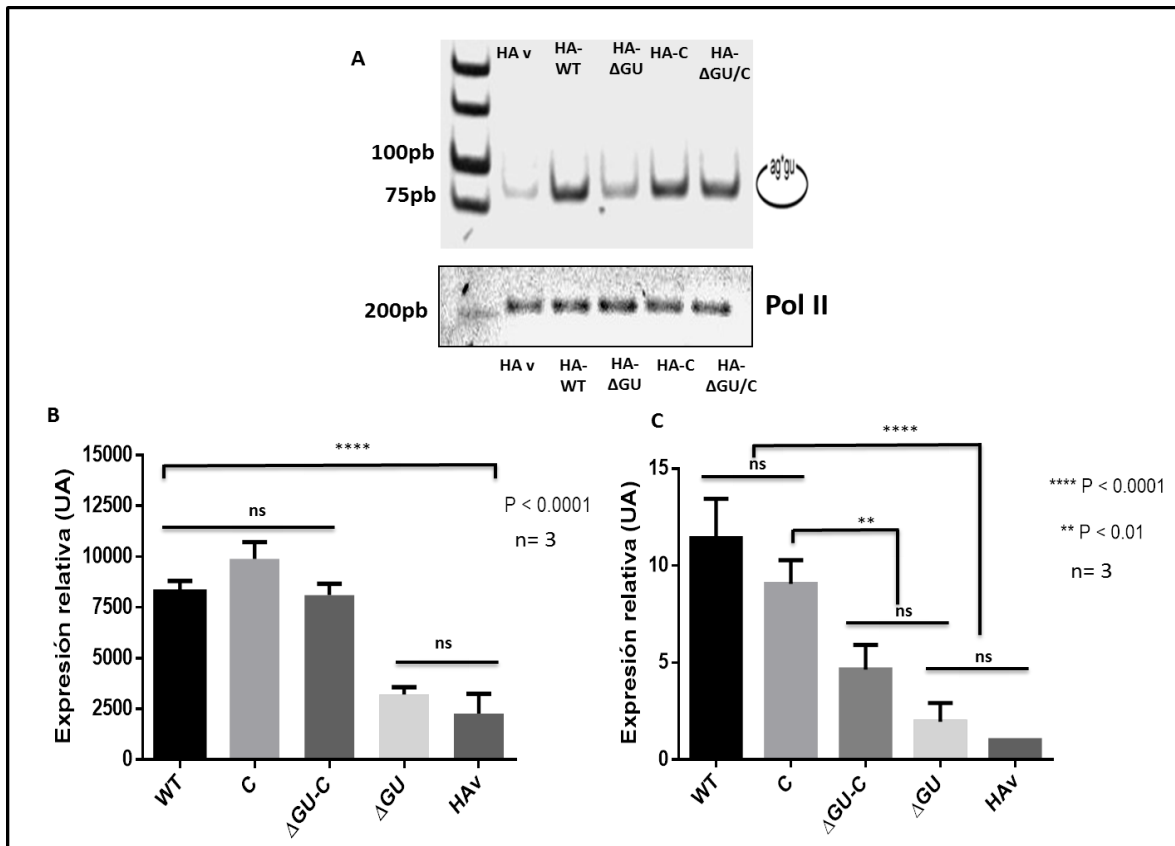 A
HA v
HA-
WT
HA-
ΔGU
HA-C
HA-
ΔGU/C
100pb
75pb
ag*gu
200pb
Pol II
HA v
HA-
WT
HA-
ΔGU
HA-C
HA-
ΔGU/C
B
Expresión relativa (UA)
15000
12500
10000
7500
5000
2500
0
****
ns
ns
P < 0.0001
n= 3
WT
C
ΔGU-C
ΔGU
HAv
C
Expresión relativa (UA)
15
10
5
0
****
ns
**
ns
ns
**** P < 0.0001
** P < 0.01
n= 3
WT
C
ΔGU-C
ΔGU
HAv